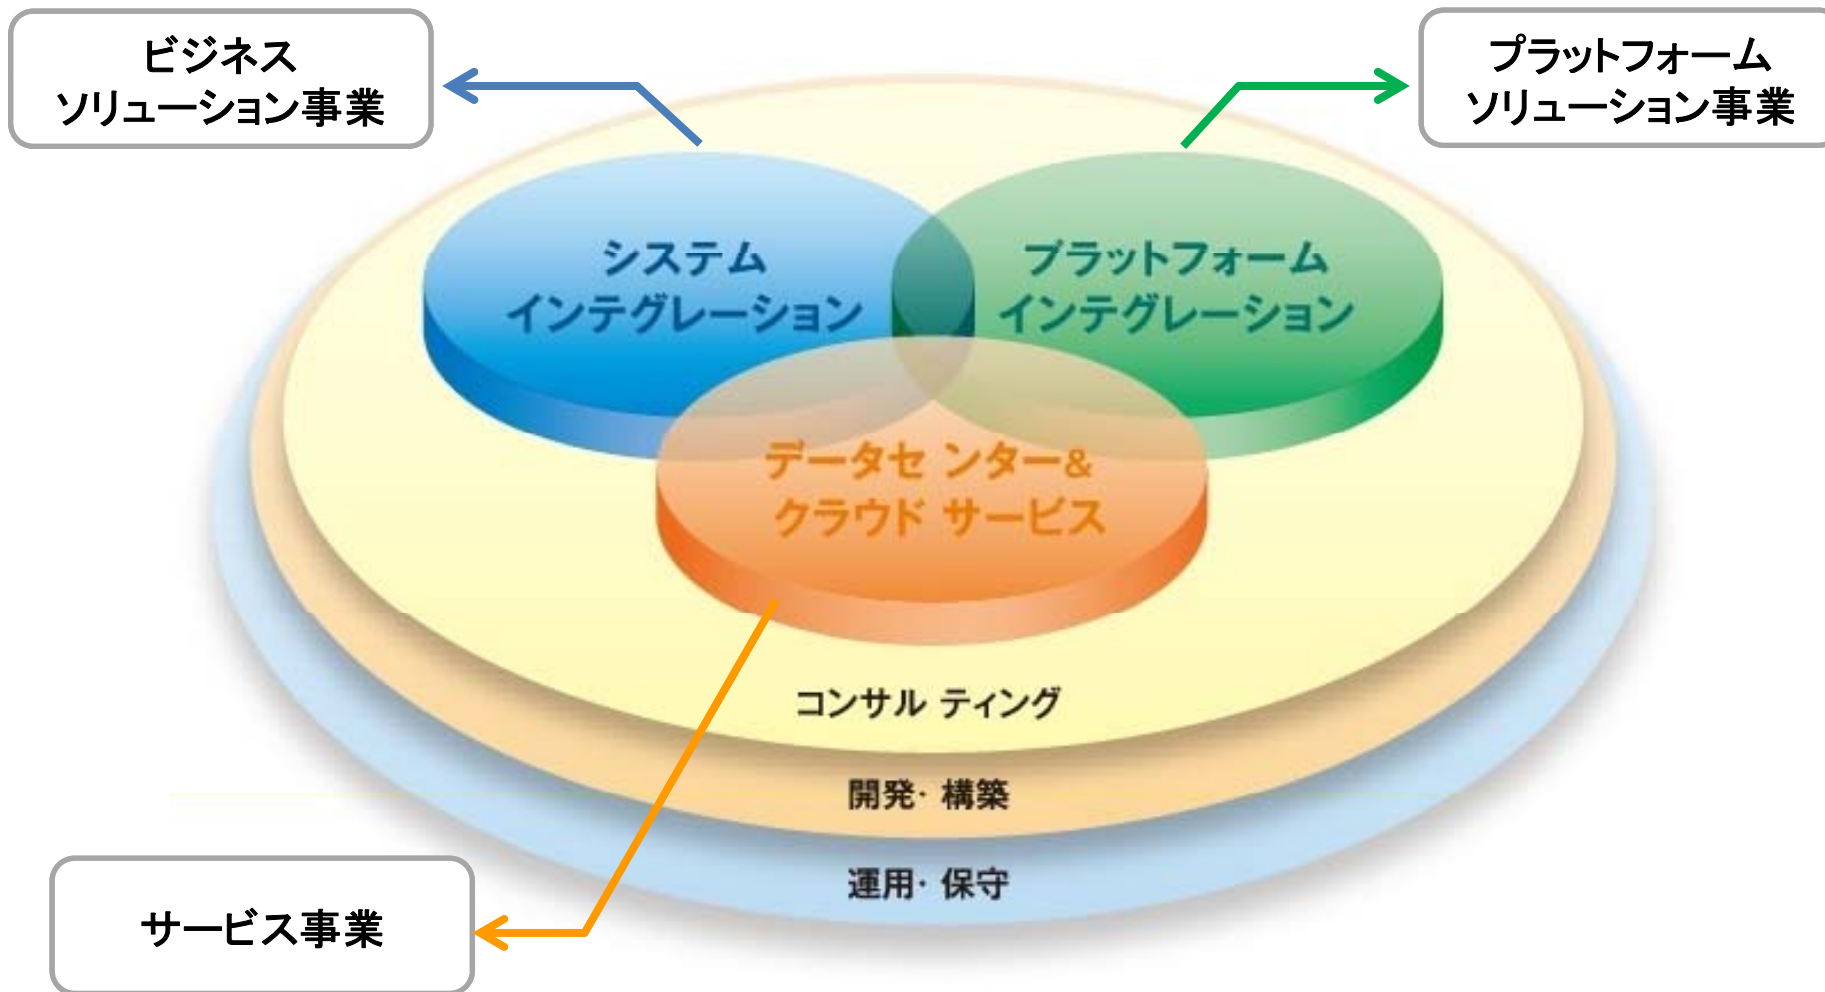 ビジネス
ソリューション事業
プラットフォーム
ソリューション事業
システム
インテグレーション
プラットフォーム
インテグレーション
データセ ンター&
クラウド サービス
コンサル ティング
開発・ 構築
運用・ 保守
サービス事業